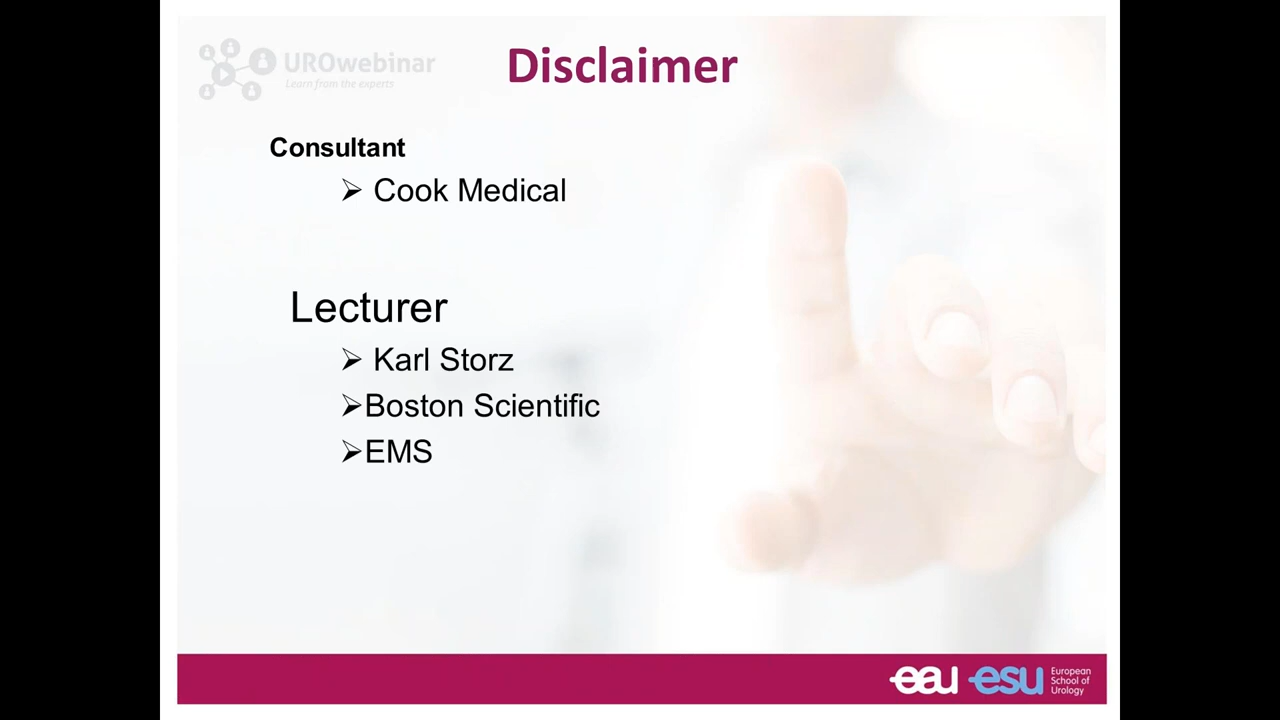 UROwebinar
Learn from the experts
Disclaimer
Consultant
➢ Cook Medical
Lecturer
➢ Karl Storz
➢Boston Scientific
➢EMS
eau esu European
School of
Urology